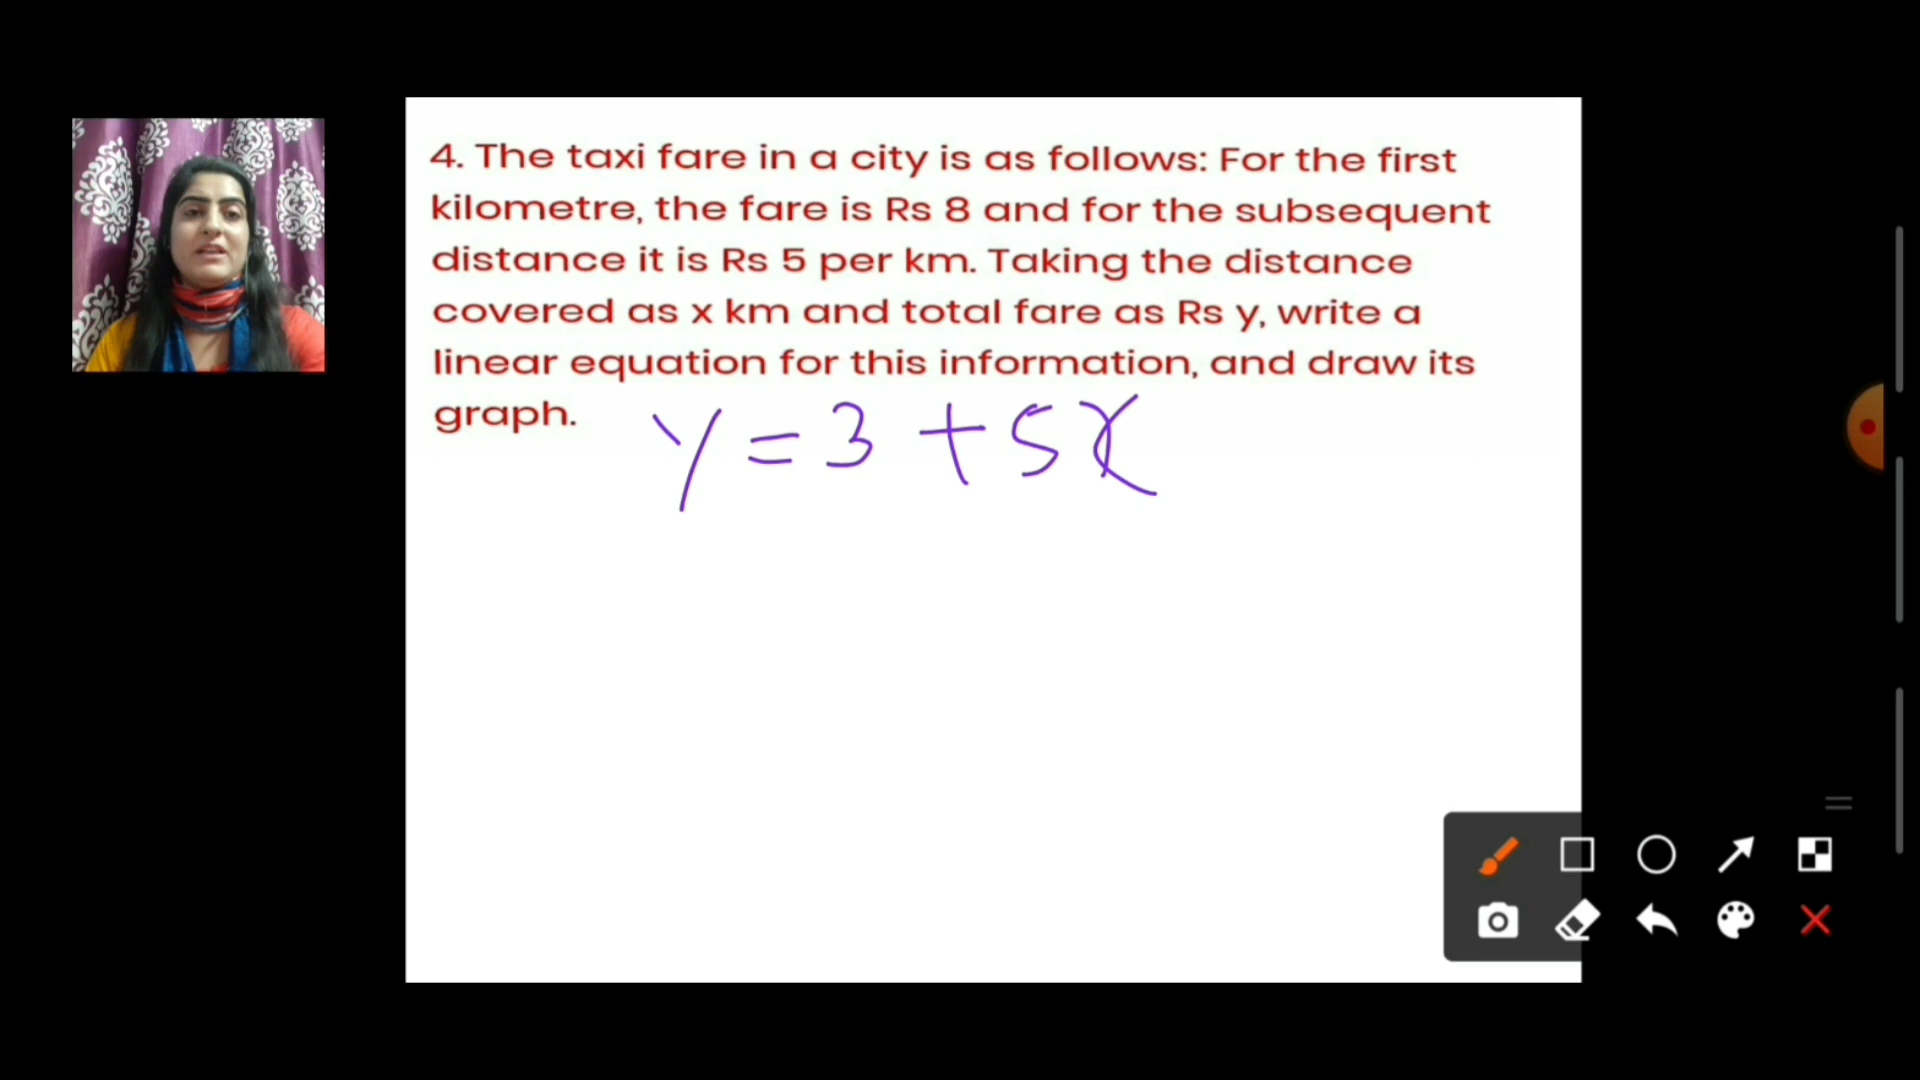 4. The taxi fare in a city is as follows: For the first
kilometre, the fare is Rs 8 and for the subsequent
distance it is Rs 5 per km. Taking the distance
covered as x km and total fare as Rs y, write a
linear equation for this information, and draw its
graph.
y = 3 + 5x